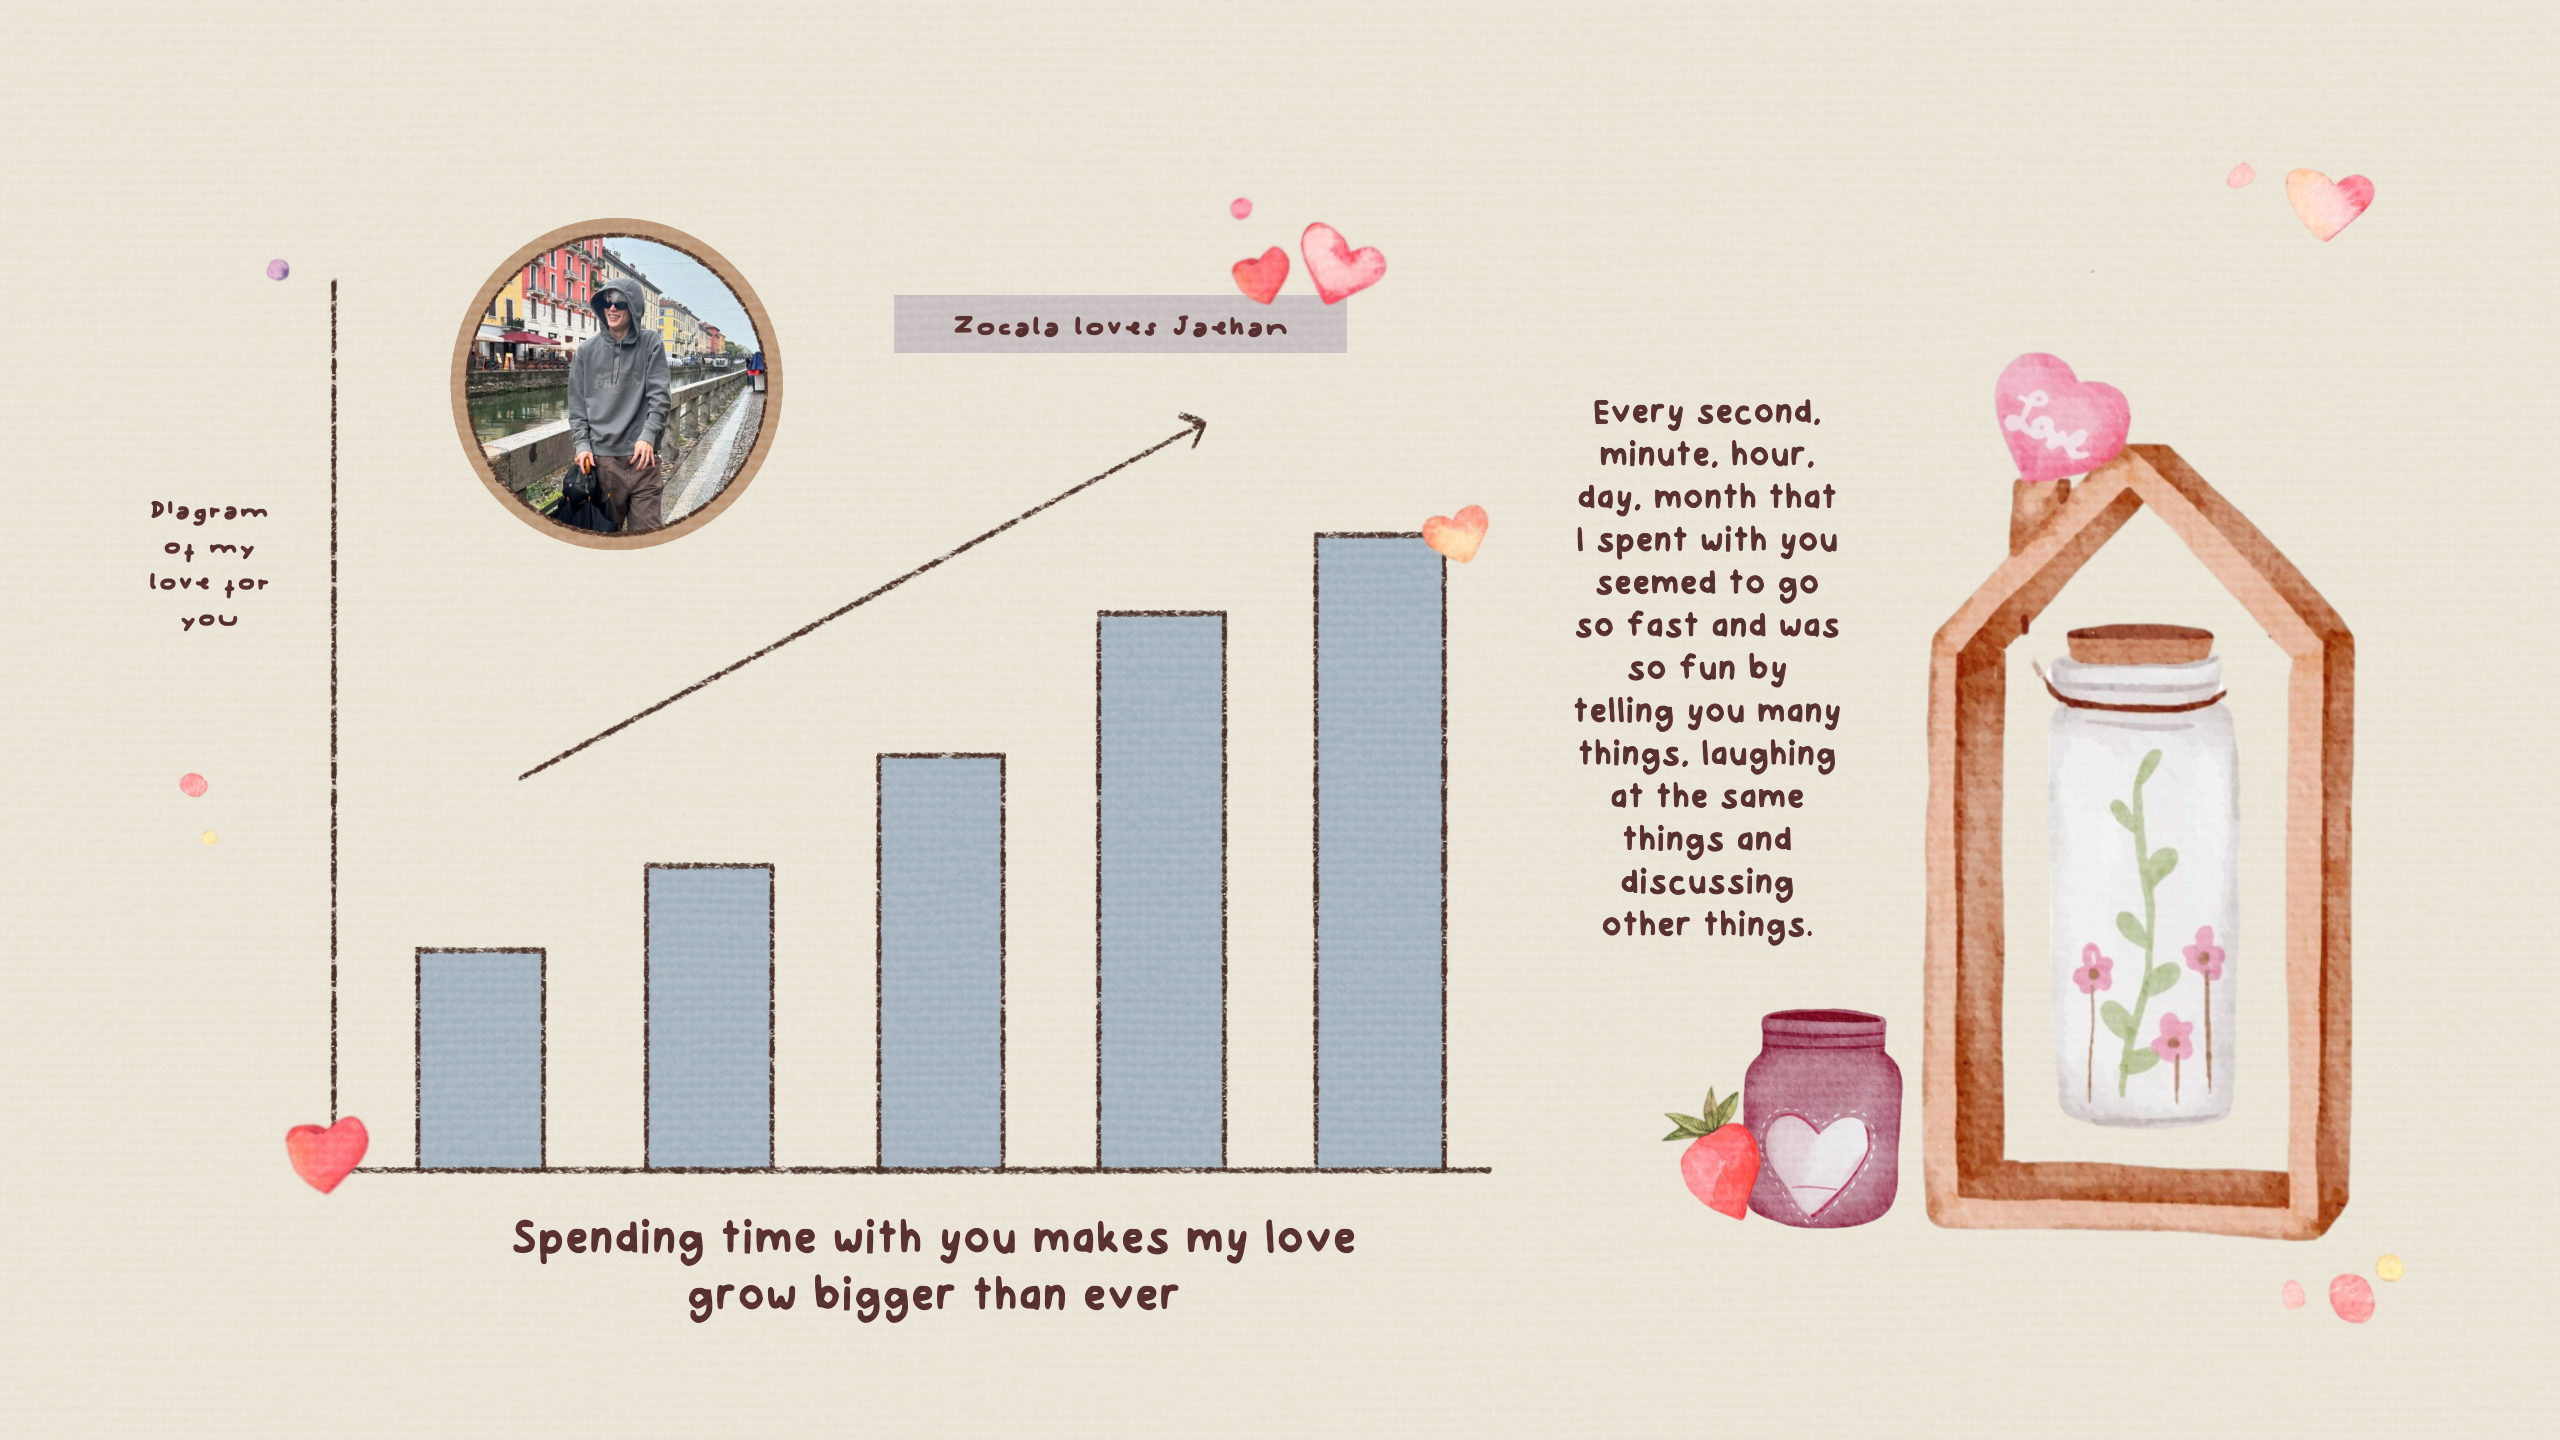 Zocala loves Jaehan
Diagram
of my
love for
you
Every second,
minute, hour,
day, month that
I spent with you
seemed to go
so fast and was
so fun by
telling you many
things, laughing
at the same
things and
discussing
other things.
Love
Spending time with you makes my love
grow bigger than ever